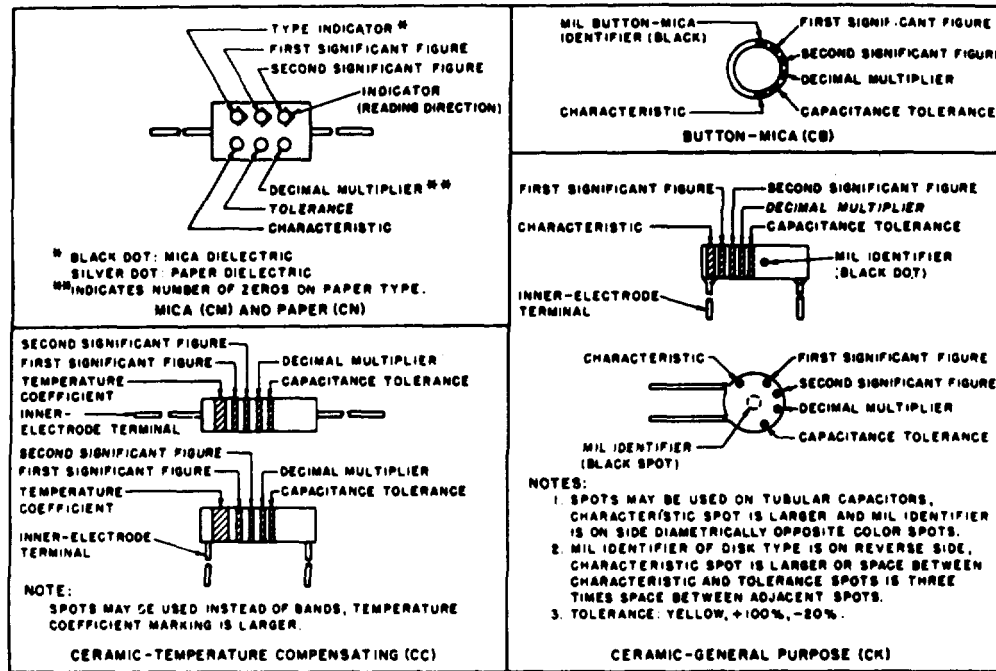 TYPE INDICATOR *
FIRST SIGNIFICANT FIGURE
SECOND SIGNIFICANT FIGURE
INDICATOR
(READING DIRECTION)
DECIMAL MULTIPLIER **
TOLERANCE
CHARACTERISTIC
* BLACK DOT: MICA DIELECTRIC
SILVER DOT: PAPER DIELECTRIC
** INDICATES NUMBER OF ZEROS ON PAPER TYPE.
MICA (CM) AND PAPER (CN)
MIL BUTTON-MICA
IDENTIFIER (BLACK)
FIRST SIGNIFICANT FIGURE
SECOND SIGNIFICANT FIGURE
DECIMAL MULTIPLIER
CHARACTERISTIC
CAPACITANCE TOLERANCE
BUTTON-MICA (CB)
SECOND SIGNIFICANT FIGURE
FIRST SIGNIFICANT FIGURE
DECIMAL MULTIPLIER
TEMPERATURE
COEFFICIENT
CAPACITANCE TOLERANCE
INNER-
ELECTRODE TERMINAL
SECOND SIGNIFICANT FIGURE
FIRST SIGNIFICANT FIGURE
DECIMAL MULTIPLIER
TEMPERATURE
COEFFICIENT
CAPACITANCE TOLERANCE
INNER-ELECTRODE
TERMINAL
NOTE:
SPOTS MAY BE USED INSTEAD OF BANDS, TEMPERATURE
COEFFICIENT MARKING IS LARGER.
CERAMIC-TEMPERATURE COMPENSATING (CC)
FIRST SIGNIFICANT FIGURE
SECOND SIGNIFICANT FIGURE
DECIMAL MULTIPLIER
CHARACTERISTIC
CAPACITANCE TOLERANCE
MIL IDENTIFIER
(BLACK DOT)
INNER-ELECTRODE
TERMINAL
CHARACTERISTIC
FIRST SIGNIFICANT FIGURE
SECOND SIGNIFICANT FIGURE
DECIMAL MULTIPLIER
CAPACITANCE TOLERANCE
MIL IDENTIFIER
(BLACK SPOT)
NOTES:
1. SPOTS MAY BE USED ON TUBULAR CAPACITORS,
CHARACTERISTIC SPOT IS LARGER AND MIL IDENTIFIER
IS ON SIDE DIAMETRICALLY OPPOSITE COLOR SPOTS.
2. MIL IDENTIFIER OF DISK TYPE IS ON REVERSE SIDE,
CHARACTERISTIC SPOT IS LARGER OR SPACE BETWEEN
CHARACTERISTIC AND TOLERANCE SPOTS IS THREE
TIMES SPACE BETWEEN ADJACENT SPOTS.
3. TOLERANCE: YELLOW, +100%, -20%.
CERAMIC-GENERAL PURPOSE (CK)